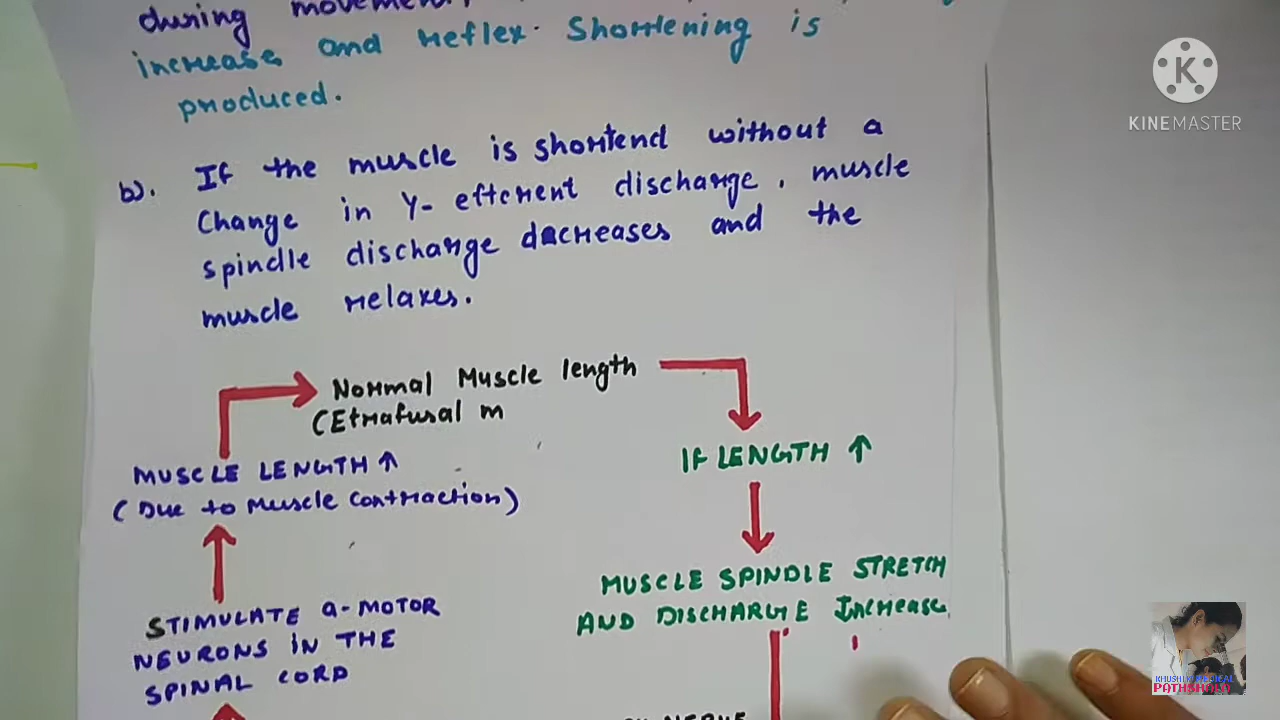 during
increases and reflex. Shortening is
produced.
b). If the muscle is shortend without a
Change in γ- efferent discharge, muscle
spindle discharge decreases and the
muscle relaxes.
Normal Muscle length
(Etrafusal m
IF LENGTH ↑
MUSCLE LENGTH ↑
(Due to Muscle Contraction)
MUSCLE SPINDLE STRETCH
AND DISCHARGE Increase
STIMULATE α-MOTOR
NEURONS IN THE
SPINAL CORD
NERVE
K
KINEMASTER
PATHSHALA